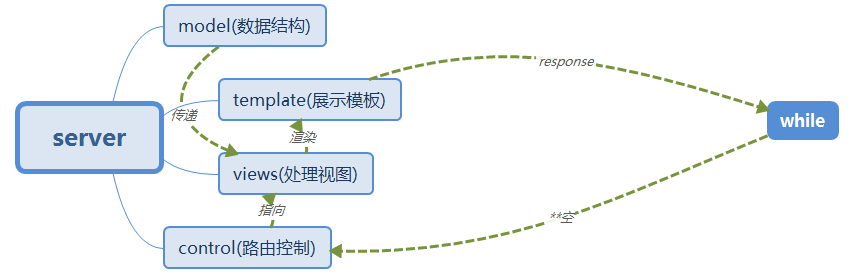 model(数据结构)
response
template(展示模板)
传递
while
server
渲染
views(处理视图)
指向
**空
control(路由控制)